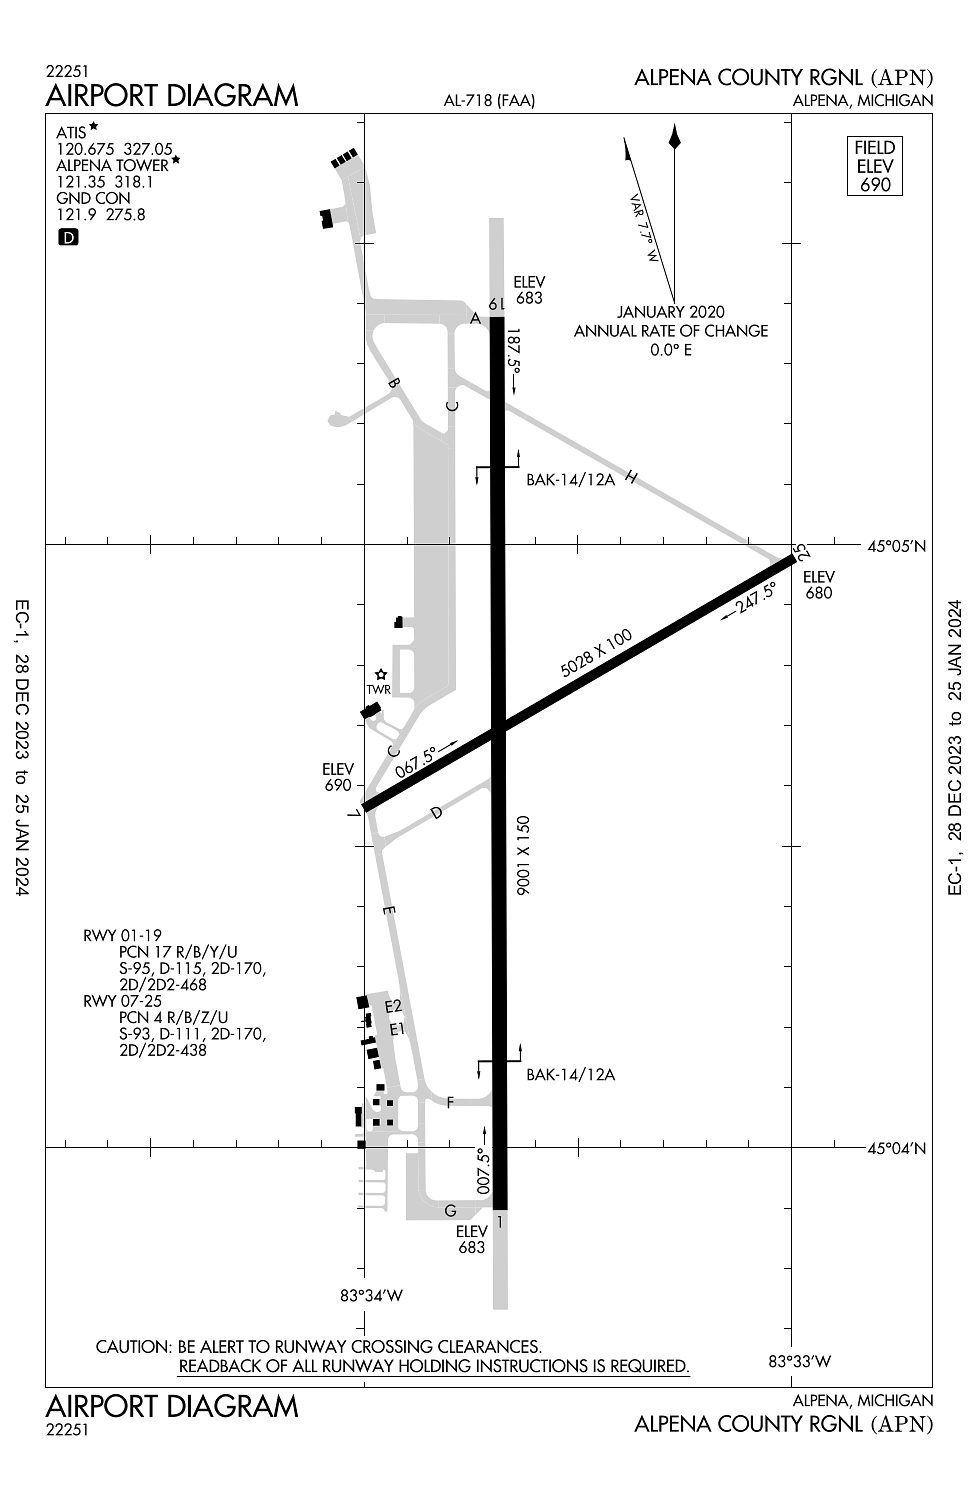 22251
AIRPORT DIAGRAM
AL-718 (FAA)
ALPENA COUNTY RGNL (APN)
ALPENA, MICHIGAN
ATIS★
120.675 327.05
ALPENA TOWER★
121.35 318.1
GND CON
121.9 275.8
D
FIELD
ELEV
690
VAR 7.7° W
JANUARY 2020
ANNUAL RATE OF CHANGE
0.0° E
ELEV
683
19
A
187.5°
B
C
H
BAK-14/12A
45°05'N
25
ELEV
680
247.5°
5028 X 100
TWR
C
067.5°
ELEV
690
7
D
9001 X 150
E
RWY 01-19
PCN 17 R/B/Y/U
S-95, D-115, 2D-170,
2D/2D2-468
RWY 07-25
PCN 4 R/B/Z/U
S-93, D-111, 2D-170,
2D/2D2-438
E2
E1
BAK-14/12A
F
45°04'N
007.5°
G
1
ELEV
683
83°34'W
83°33'W
CAUTION: BE ALERT TO RUNWAY CROSSING CLEARANCES.
READBACK OF ALL RUNWAY HOLDING INSTRUCTIONS IS REQUIRED.
AIRPORT DIAGRAM
22251
ALPENA, MICHIGAN
ALPENA COUNTY RGNL (APN)
EC-1, 28 DEC 2023 to 25 JAN 2024
EC-1, 28 DEC 2023 to 25 JAN 2024